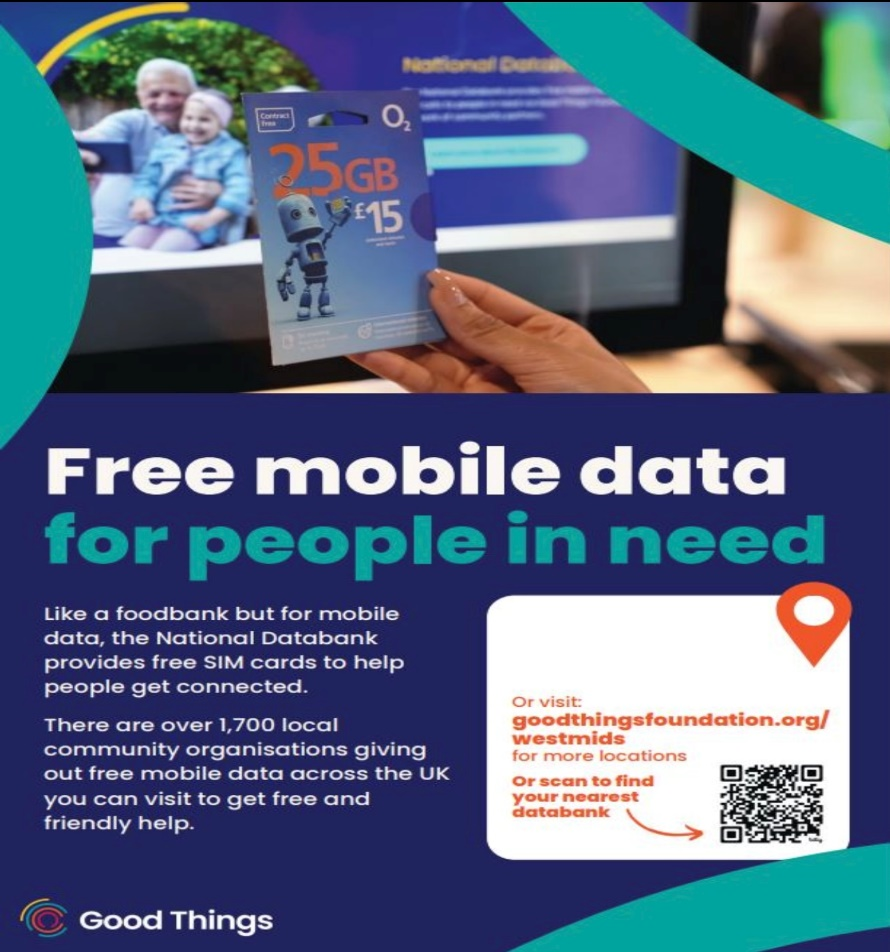 Contract
Free
O2
25GB
£15
National
Free mobile data
for people in need
Like a foodbank but for mobile
data, the National Databank
provides free SIM cards to help
people get connected.
There are over 1,700 local
community organisations giving
out free mobile data across the UK
you can visit to get free and
friendly help.
Or visit:
goodthingsfoundation.org/
westmids
for more locations
Or scan to find
your nearest
databank
Good Things